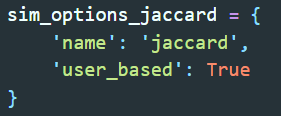 sim_options_jaccard = {
    'name': 'jaccard',
    'user_based': True
}